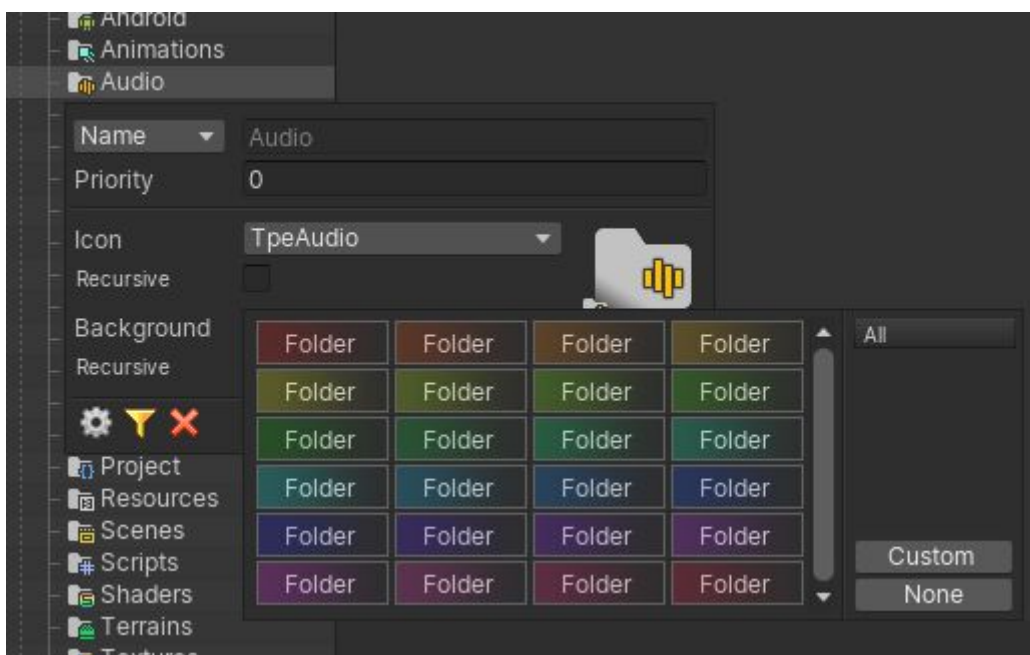 Android
Animations
Audio
Name
Audio
Priority
0
Icon
TpeAudio
Recursive
Background
Recursive
Folder Folder Folder Folder
Folder Folder Folder Folder
Folder Folder Folder Folder
Folder Folder Folder Folder
Folder Folder Folder Folder
Folder Folder Folder Folder
All
Custom
None
Project
Resources
Scenes
Scripts
Shaders
Terrains
Textures